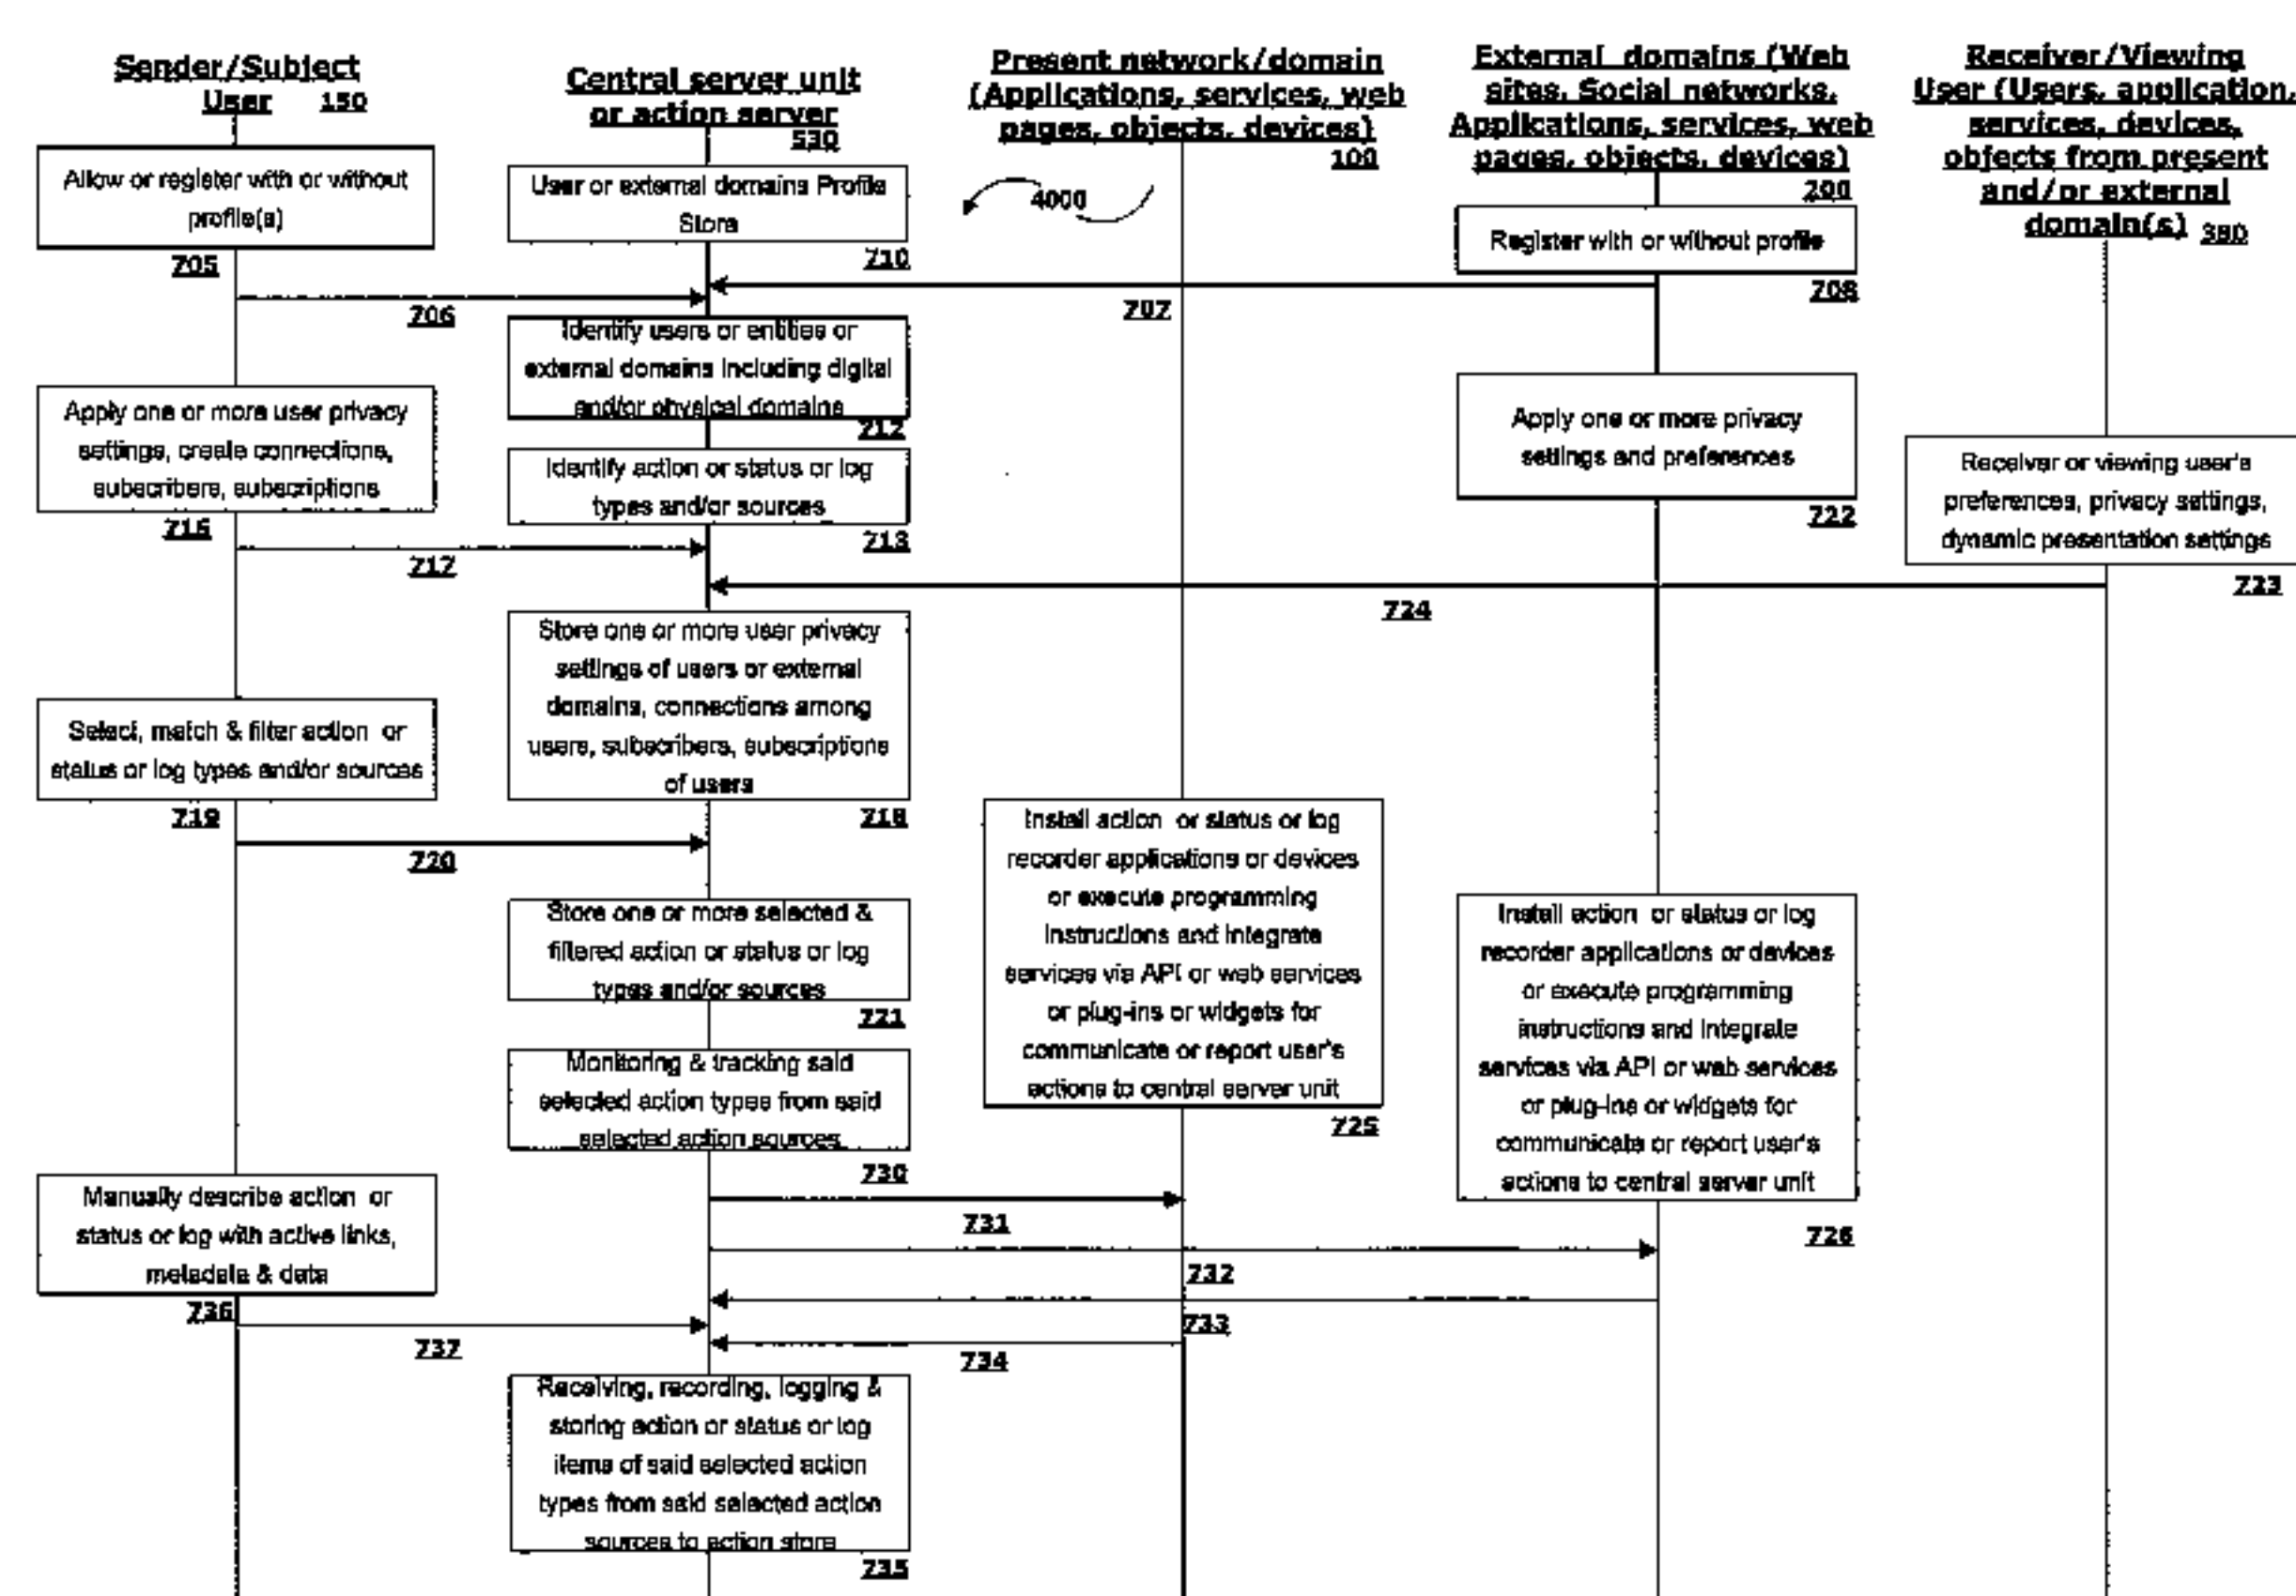 Sender/Subject
User 150
Central server unit
or action server
530
Present network/domain
(Applications, services, web
pages, objects, devices)
100
External domains (Web
sites, Social networks,
Applications, services, web
pages, objects, devices)
200
Receiver/Viewing
User (Users, application,
services, devices,
objects from present
and/or external
domain(s) 380
Allow or register with or without
profile(s)
705
User or external domains Profile
Store
710
4000
Register with or without profile
708
706
707
Identify users or entities or
external domains including digital
and/or physical domains
712
Apply one or more user privacy
settings, create connections,
subscribers, subscriptions
715
Identify action or status or log
types and/or sources
713
Apply one or more privacy
settings and preferences
722
Receiver or viewing user's
preferences, privacy settings,
dynamic presentation settings
723
717
724
Store one or more user privacy
settings of users or external
domains, connections among
users, subscribers, subscriptions
of users
718
Select, match & filter action or
status or log types and/or sources
719
720
Install action or status or log
recorder applications or devices
or execute programming
instructions and integrate
services via API or web services
or plug-ins or widgets for
communicate or report user's
actions to central server unit
725
Store one or more selected &
filtered action or status or log
types and/or sources
721
Install action or status or log
recorder applications or devices
or execute programming
instructions and integrate
services via API or web services
or plug-ins or widgets for
communicate or report user's
actions to central server unit
726
Monitoring & tracking said
selected action types from said
selected action sources
730
Manually describe action or
status or log with active links,
metadata & data
736
731
732
733
737
734
Receiving, recording, logging &
storing action or status or log
items of said selected action
types from said selected action
sources to action store
735